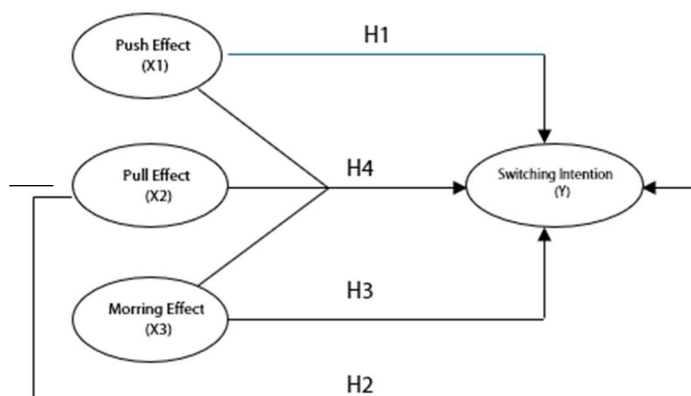 H1
Push Effect
(X1)
Pull Effect
(X2)
H4
Switching Intention
(Y)
Morring Effect
(X3)
H3
H2